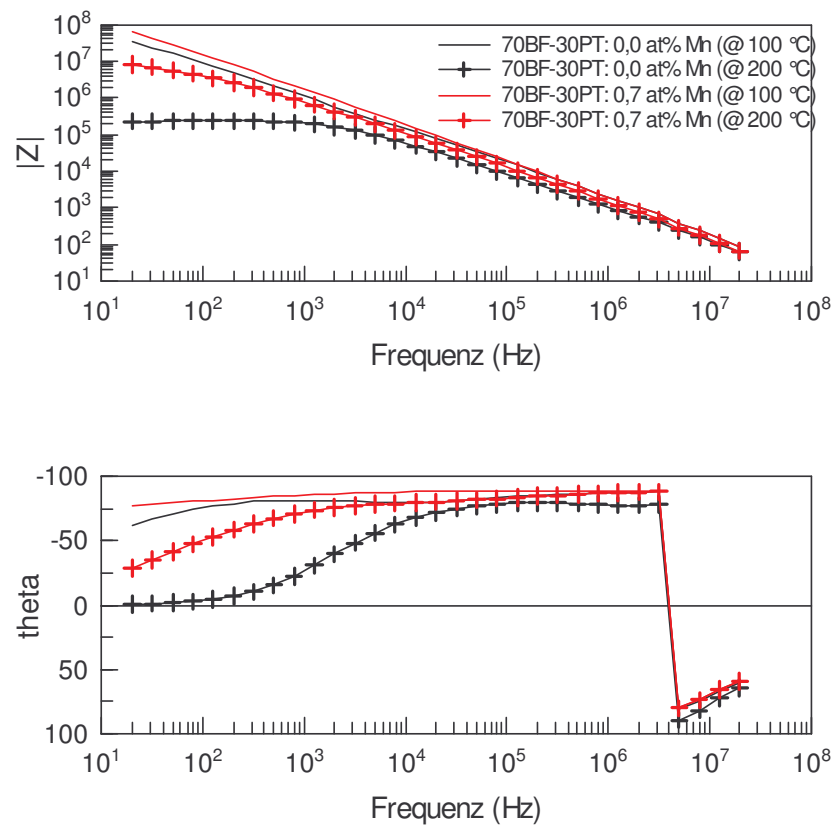 10^8
10^7
10^6
10^5
10^4
10^3
10^2
10^1
|Z|
70BF-30PT: 0,0 at% Mn (@ 100 °C)
70BF-30PT: 0,0 at% Mn (@ 200 °C)
70BF-30PT: 0,7 at% Mn (@ 100 °C)
70BF-30PT: 0,7 at% Mn (@ 200 °C)
10^1 10^2 10^3 10^4 10^5 10^6 10^7 10^8
Frequenz (Hz)
-100
-50
0
50
100
theta
10^1 10^2 10^3 10^4 10^5 10^6 10^7 10^8
Frequenz (Hz)